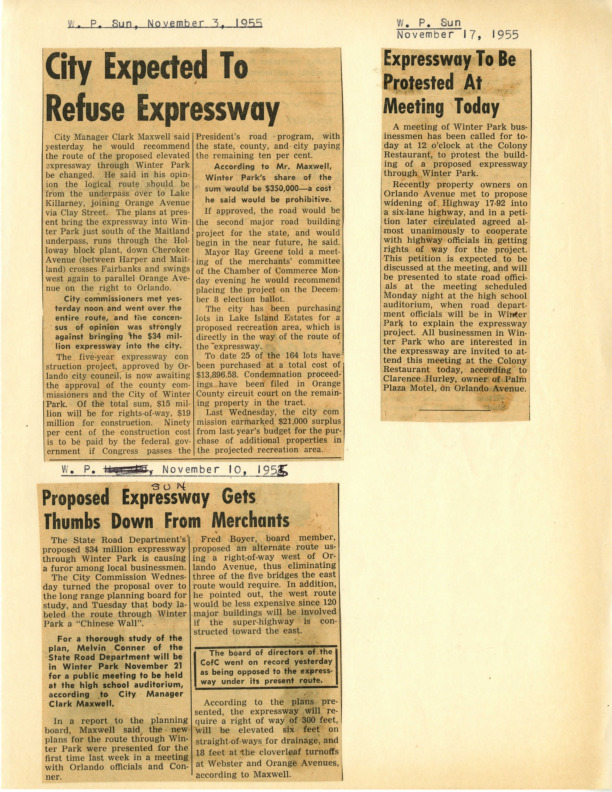 W. P. Sun, November 3, 1955
City Expected To
Refuse Expressway
City Manager Clark Maxwell said
yesterday he would recommend
the route of the proposed elevated
expressway through Winter Park
be changed. He said in his opin-
ion the logical route should be
from the underpass over to Lake
Killarney, joining Orange Avenue
via Clay Street. The plans at pres
ent bring the expressway into Win-
ter Park just south of the Maitland
underpass, runs through the Hol-
loway block plant, down Cherokee
Avenue (between Harper and Mait-
land) crosses Fairbanks and swings
west again to parallel Orange Ave-
nue on the right to Orlando.
City commissioners met yes-
terday noon and went over the
entire route, and the concen-
sus of opinion was strongly
against bringing the $34 mil-
lion expressway into the city.
The five-year expressway con
struction project, approved by Or-
lando city council, is now awaiting
the approval of the county com-
missioners and the City of Winter
Park. Of the total sum, $15 mil-
lion will be for rights-of-way, $19
million for construction. Ninety
per cent of the construction cost
is to be paid by the federal gov-
ernment if Congress passes the
President's road program, with
the state, county, and city paying
the remaining ten per cent.
According to Mr. Maxwell,
Winter Park's share of the
sum would be $350,000—a cost
he said would be prohibitive.
If approved, the road would be
the second major road building
project for the state, and would
begin in the near future, he said.
Mayor Ray Greene told a meet-
ing of the merchants' committee
of the Chamber of Commerce Mon-
day evening he would recommend
placing the project on the Decem-
ber 8 election ballot.
The city has been purchasing
lots in Lake Island Estates for a
proposed recreation area, which is
directly in the way of the route of
the expressway.
To date 25 of the 164 lots have
been purchased at a total cost of
$13,896.58. Condemnation proceed-
ings have been filed in Orange
County circuit court on the remain-
ing property in the tract.
Last Wednesday, the city com
mission earmarked $21,000 surplus
from last year's budget for the pur-
chase of additional properties in
the projected recreation area.
W. P. Sun
November 17, 1955
Expressway To Be
Protested At
Meeting Today
A meeting of Winter Park bus-
inessmen has been called for to-
day at 12 o'clock at the Colony
Restaurant, to protest the build-
ing of a proposed expressway
through Winter Park.
Recently property owners on
Orlando Avenue met to propose
widening of Highway 17-92 into
a six-lane highway, and in a peti-
tion later circulated agreed al-
most unanimously to cooperate
with highway officials in getting
rights of way for the project.
This petition is expected to be
discussed at the meeting, and will
be presented to state road offici-
als at the meeting scheduled
Monday night at the high school
auditorium, when road depart-
ment officials will be in Winter
Park to explain the expressway
project. All businessmen in Win-
ter Park who are interested in
the expressway are invited to at-
tend this meeting at the Colony
Restaurant today, according to
Clarence Hurley, owner of Palm
Plaza Motel, on Orlando Avenue.
W. P. , November 10, 1955
SUN
Proposed Expressway Gets
Thumbs Down From Merchants
The State Road Department's
proposed $34 million expressway
through Winter Park is causing
a furor among local businessmen.
The City Commission Wednes-
day turned the proposal over to
the long range planning board for
study, and Tuesday that body la-
beled the route through Winter
Park a "Chinese Wall".
For a thorough study of the
plan, Melvin Conner of the
State Road Department will be
in Winter Park November 21
for a public meeting to be held
at the high school auditorium,
according to City Manager
Clark Maxwell.
In a report to the planning
board, Maxwell said the new
plans for the route through Win-
ter Park were presented for the
first time last week in a meeting
with Orlando officials and Con-
ner.
Fred Boyer, board member,
proposed an alternate route us-
ing a right-of-way west of Or-
lando Avenue, thus eliminating
three of the five bridges the east
route would require. In addition,
he pointed out, the west route
would be less expensive since 120
major buildings will be involved
if the super-highway is con-
structed toward the east.
The board of directors of the
CofC went on record yesterday
as being opposed to the express-
way under its present route.
According to the plans pre-
sented, the expressway will re-
quire a right of way of 300 feet,
will be elevated six feet on
straight-of-ways for drainage, and
18 feet at the cloverleaf turnoffs
at Webster and Orange Avenues,
according to Maxwell.